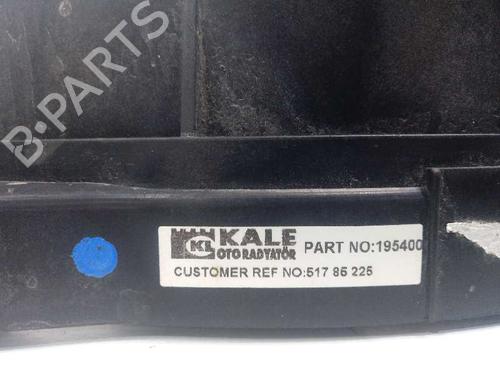 B-PARTS
KL KALE
OTO RADYATÖR
PART NO:195400
CUSTOMER REF NO:517 85 225